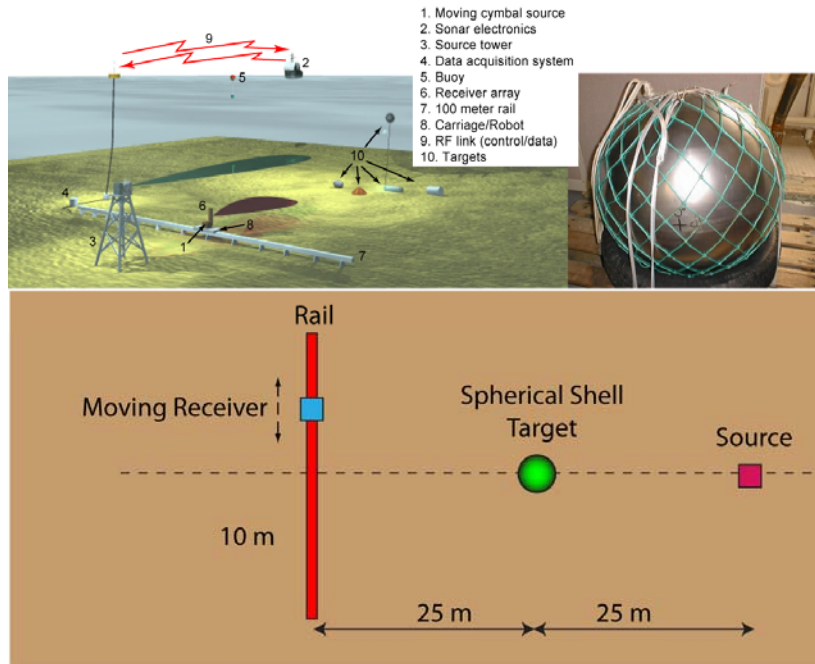 1. Moving cymbal source
2. Sonar electronics
3. Source tower
4. Data acquisition system
5. Buoy
6. Receiver array
7. 100 meter rail
8. Carriage/Robot
9. RF link (control/data)
10. Targets
9
2
5
10
4
6
3
1
8
7
Rail
Moving Receiver
Spherical Shell
Target
Source
10 m
25 m
25 m